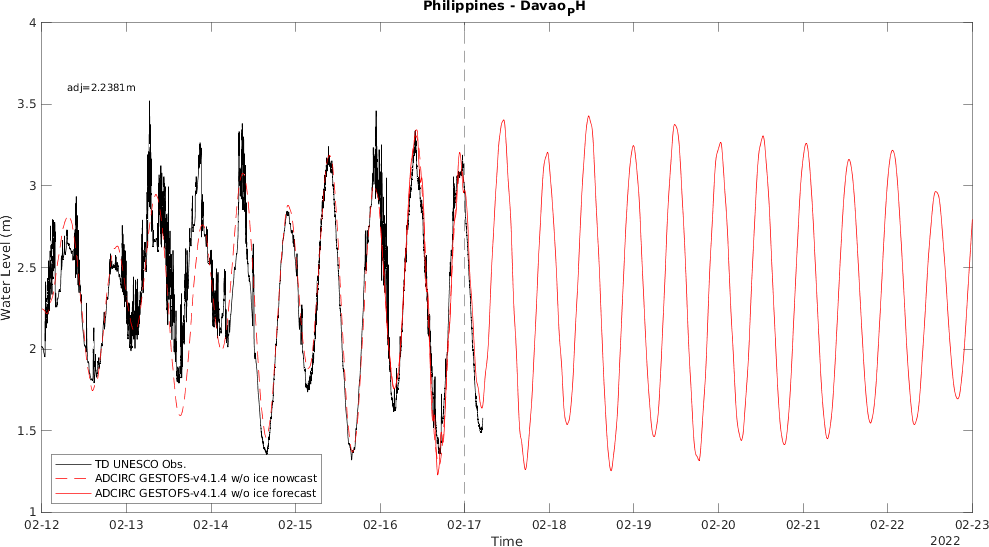 Philippines - DavaopH
adj=2.2381m
Water Level (m)
4
3.5
3
2.5
2
1.5
1
TD UNESCO Obs.
ADCIRC GESTOFS-v4.1.4 w/o ice nowcast
ADCIRC GESTOFS-v4.1.4 w/o ice forecast
02-12 02-13 02-14 02-15 02-16 02-17 02-18 02-19 02-20 02-21 02-22 02-23
Time
2022